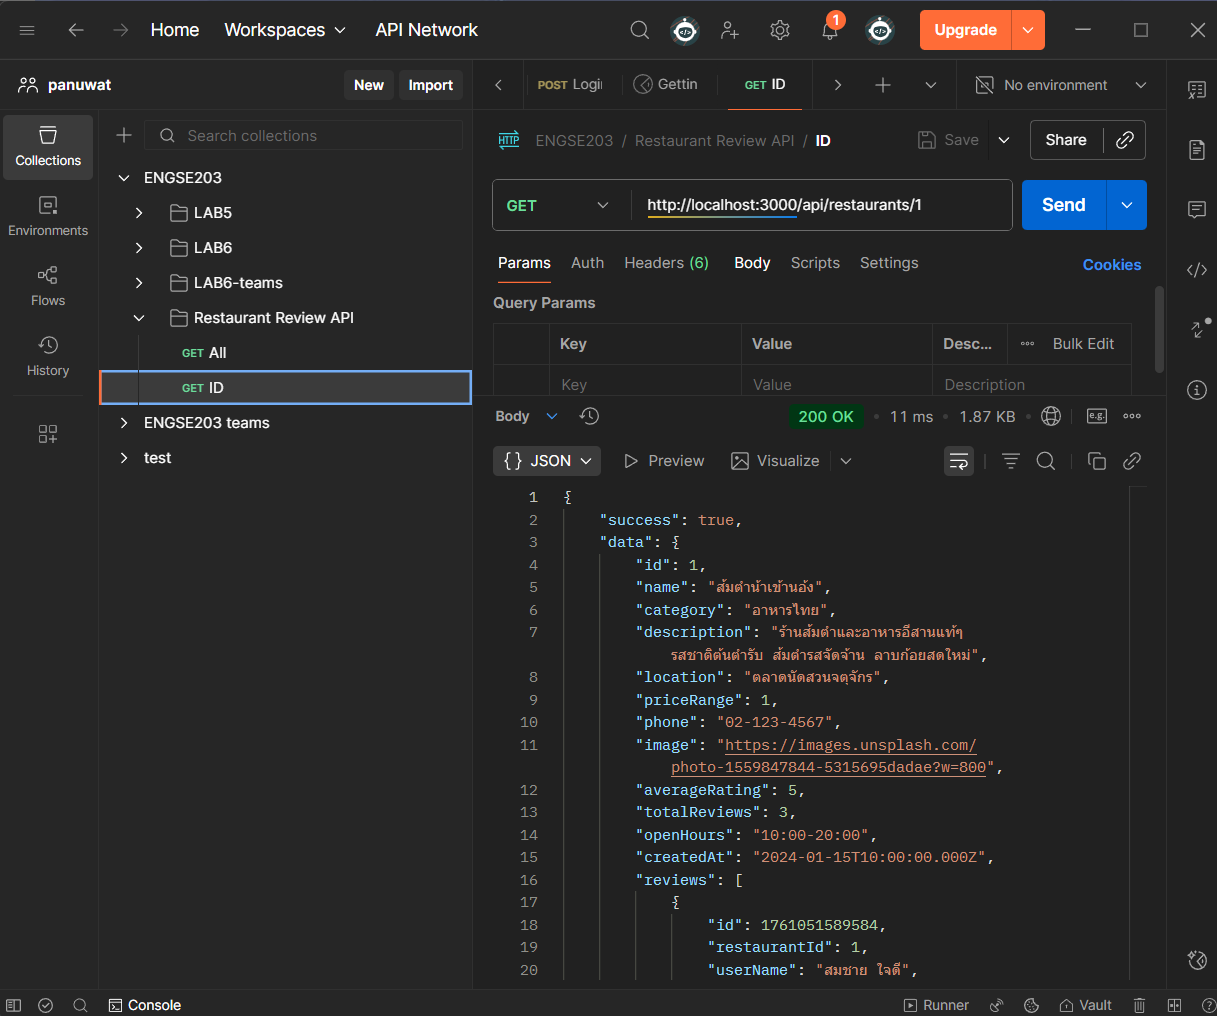 Home
Workspaces
API Network
1
Upgrade
panuwat
New
Import
POST Logi
Gettin
GET ID
No environment
Collections
Search collections
HTTP
ENGSE203 / Restaurant Review API / ID
Save
Share
ENGSE203
LAB5
GET
http://localhost:3000/api/restaurants/1
Send
Environments
LAB6
Params
Auth
Headers (6)
Body
Scripts
Settings
Cookies
LAB6-teams
Flows
Query Params
Restaurant Review API
Key
Value
Desc...
Bulk Edit
GET All
History
GET ID
Key
Value
Description
ENGSE203 teams
Body
200 OK
11 ms
1.87 KB
e.g.
test
{} JSON
Preview
Visualize
1 {
2 "success": true,
3 "data": {
4 "id": 1,
5 "name": "ส้มตำน้าเข้านอ้ง",
6 "category": "อาหารไทย",
7 "description": "ร้านส้มตำและอาหารอีสานแท้ๆ
รสชาติต้นตำรับ ส้มตำรสจัดจ้าน ลาบก้อยสดใหม่",
8 "location": "ตลาดนัดสวนจตุจักร",
9 "priceRange": 1,
10 "phone": "02-123-4567",
11 "image": "https://images.unsplash.com/
photo-1559847844-5315695dadae?w=800",
12 "averageRating": 5,
13 "totalReviews": 3,
14 "openHours": "10:00-20:00",
15 "createdAt": "2024-01-15T10:00:00.000Z",
16 "reviews": [
17 {
18 "id": 1761051589584,
19 "restaurantId": 1,
20 "userName": "สมชาย ใจดี",
Console
Runner
Vault